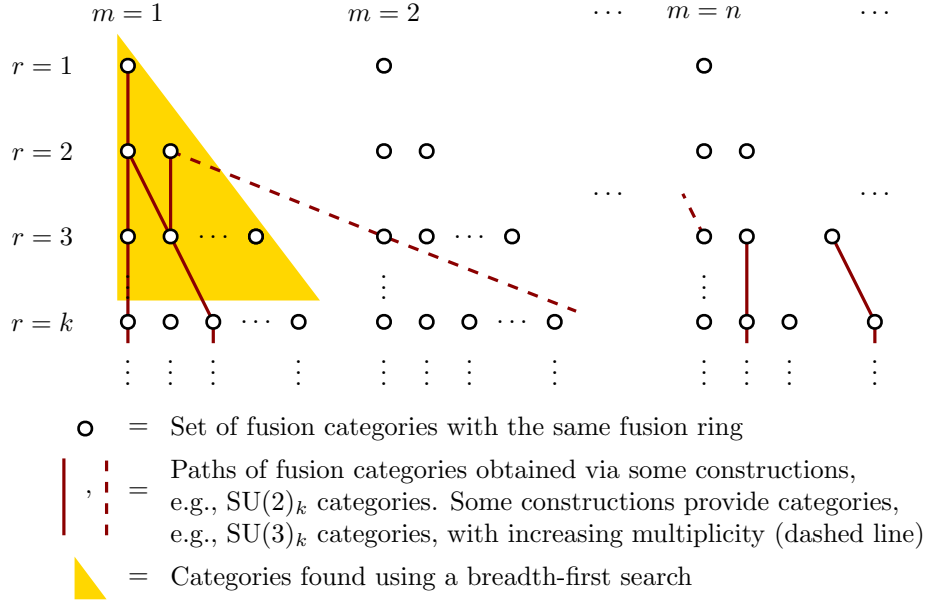 m = 1 m = 2 ··· m = n ···
r = 1
r = 2
··· ···
r = 3 ··· ···
⋮ ⋮ ⋮
r = k ··· ···
⋮ ⋮ ⋮ ⋮ ⋮ ⋮ ⋮ ⋮ ⋮ ⋮ ⋮ ⋮
= Set of fusion categories with the same fusion ring
Paths of fusion categories obtained via some constructions,
, = e.g., SU(2)ₖ categories. Some constructions provide categories,
e.g., SU(3)ₖ categories, with increasing multiplicity (dashed line)
= Categories found using a breadth-first search